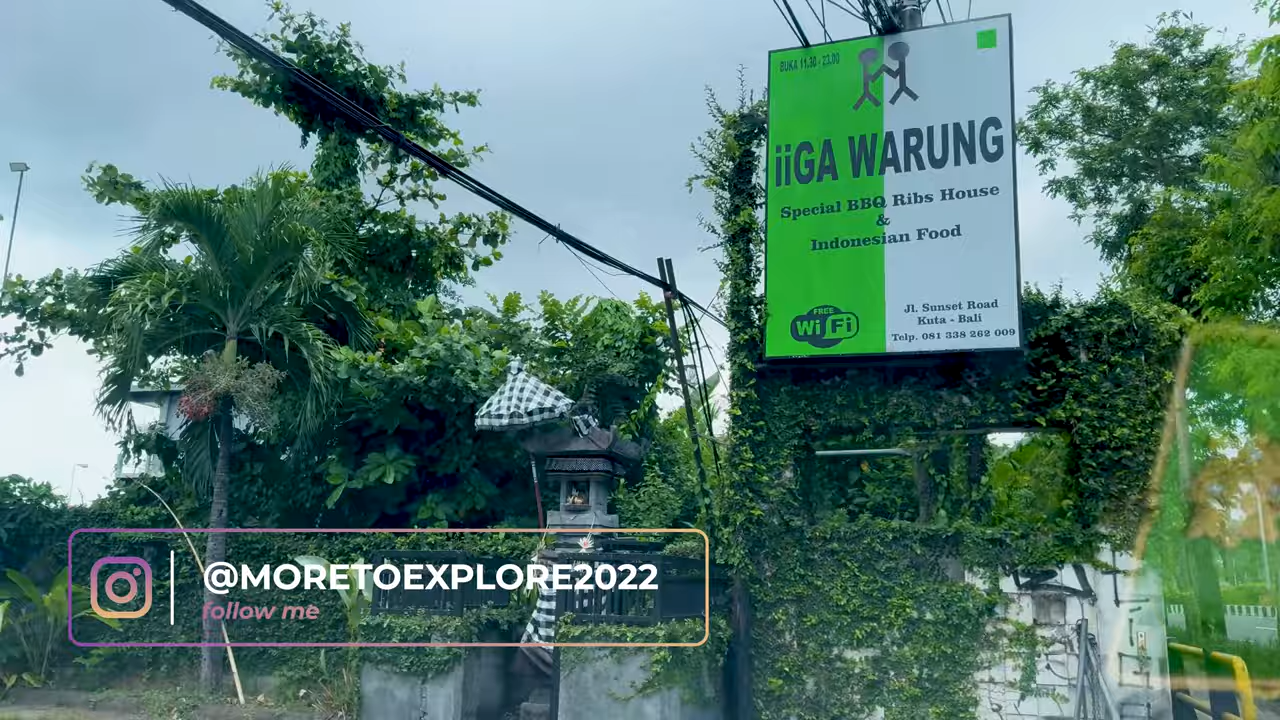 BUKA 11.30 - 23.00
iiGA WARUNG
Special BBQ Ribs House
&
Indonesian Food
FREE
WiFi
Jl. Sunset Road
Kuta - Bali
Telp. 081 338 262 009
@MORETOEXPLORE2022
follow me